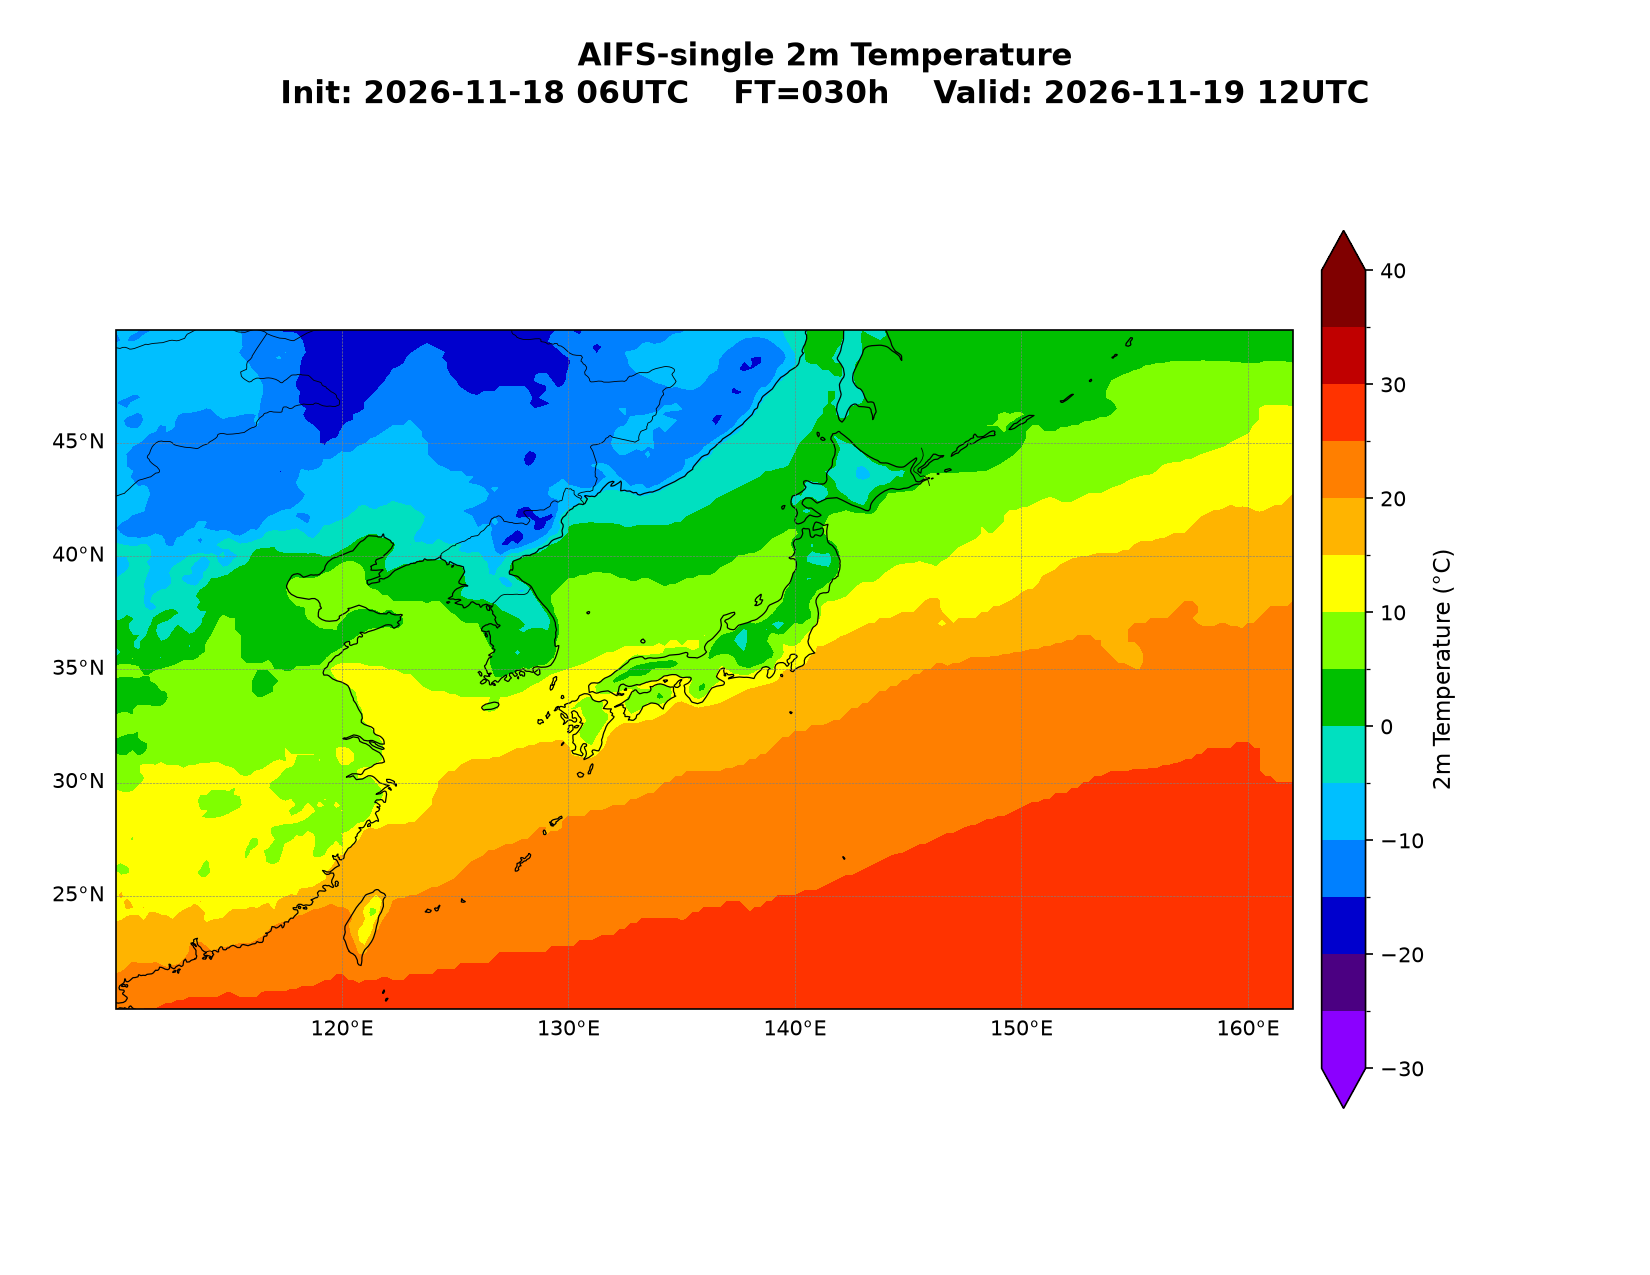 AIFS-single 2m Temperature
Init: 2026-11-18 06UTC    FT=030h    Valid: 2026-11-19 12UTC
45°N
40°N
35°N
30°N
25°N
120°E
130°E
140°E
150°E
160°E
40
30
20
10
0
−10
−20
−30
2m Temperature (°C)